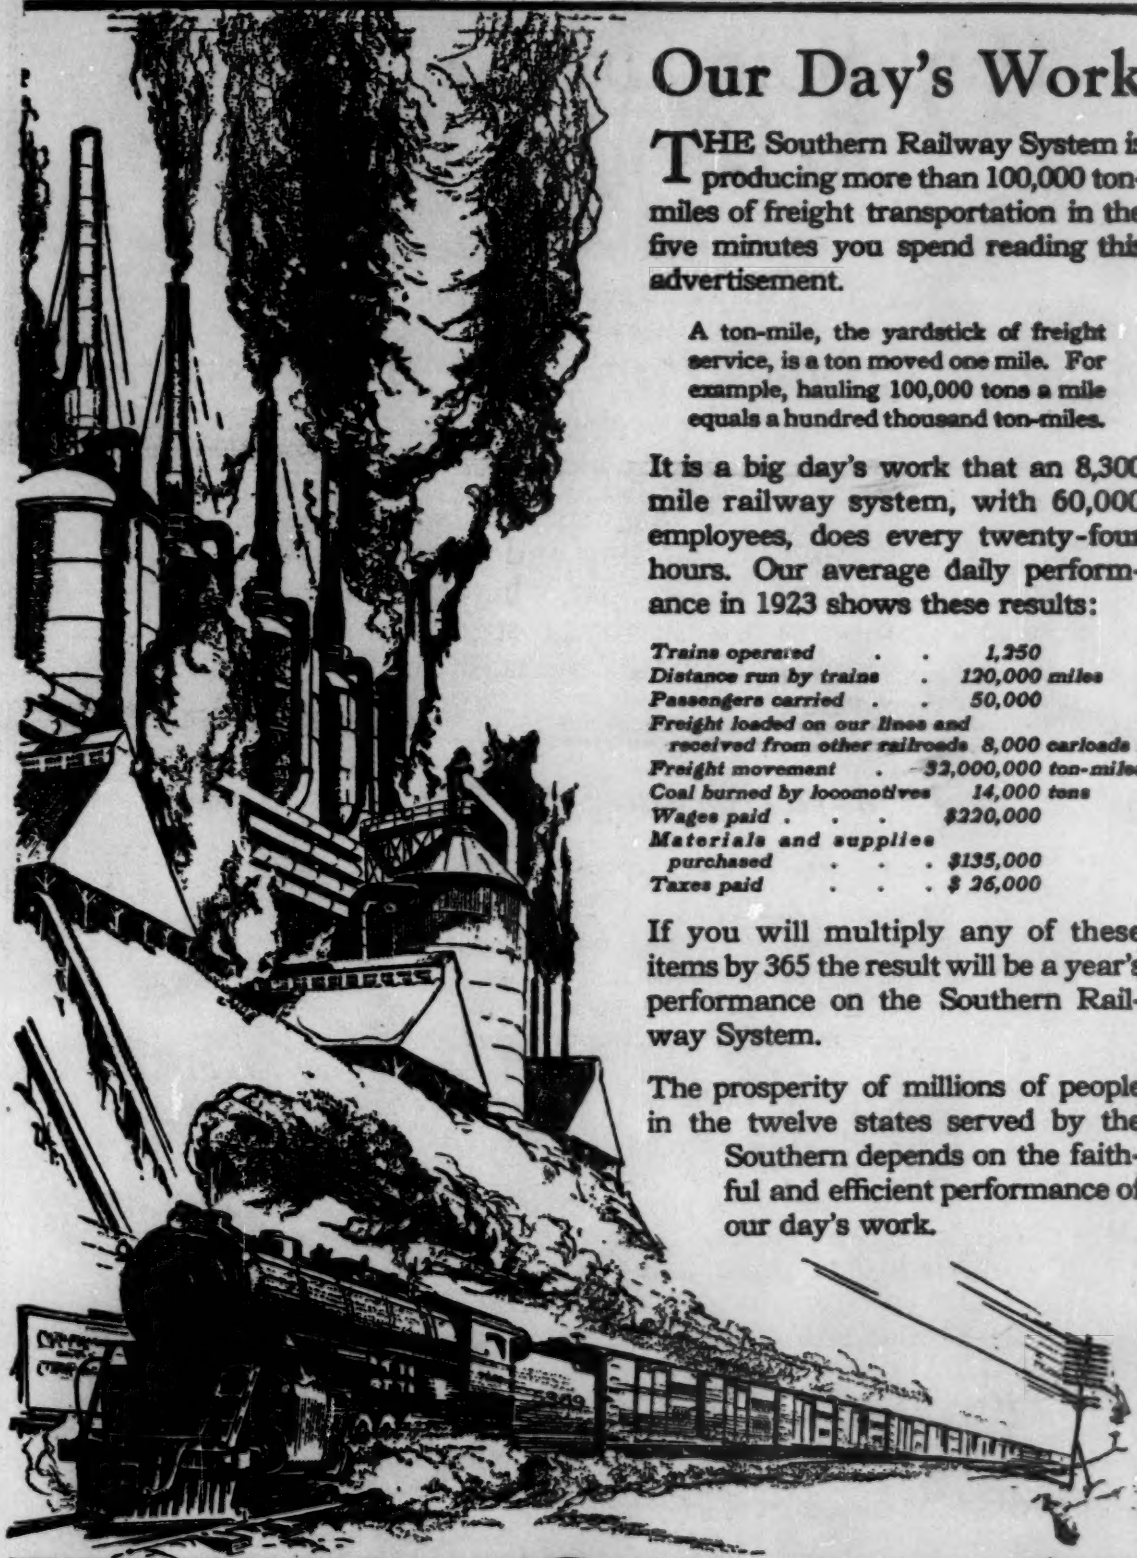 Our Day's Work
THE Southern Railway System is
producing more than 100,000 ton-
miles of freight transportation in the
five minutes you spend reading this
advertisement.
A ton-mile, the yardstick of freight
service, is a ton moved one mile. For
example, hauling 100,000 tons a mile
equals a hundred thousand ton-miles.
It is a big day's work that an 8,300
mile railway system, with 60,000
employees, does every twenty-four
hours. Our average daily perform-
ance in 1923 shows these results:
Trains operated . . 1,250
Distance run by trains . 120,000 miles
Passengers carried . . 50,000
Freight loaded on our lines and
received from other railroads 8,000 carloads
Freight movement . 32,000,000 ton-miles
Coal burned by locomotives 14,000 tons
Wages paid . . . $220,000
Materials and supplies
purchased . . . $135,000
Taxes paid . . . $ 26,000
If you will multiply any of these
items by 365 the result will be a year's
performance on the Southern Rail-
way System.
The prosperity of millions of people
in the twelve states served by the
Southern depends on the faith-
ful and efficient performance of
our day's work.